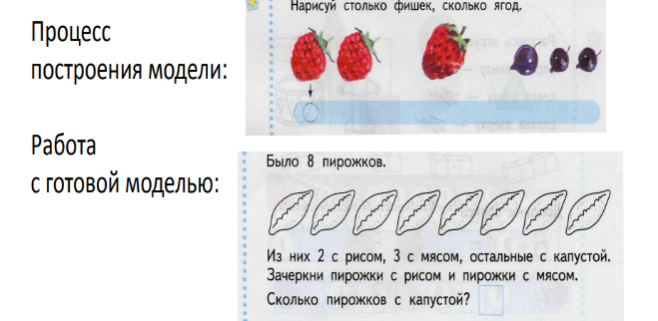 Процесс
построения модели:
Нарисуй столько фишек, сколько ягод.
Работа
с готовой моделью:
Было 8 пирожков.
Из них 2 с рисом, 3 с мясом, остальные с капустой.
Зачеркни пирожки с рисом и пирожки с мясом.
Сколько пирожков с капустой?